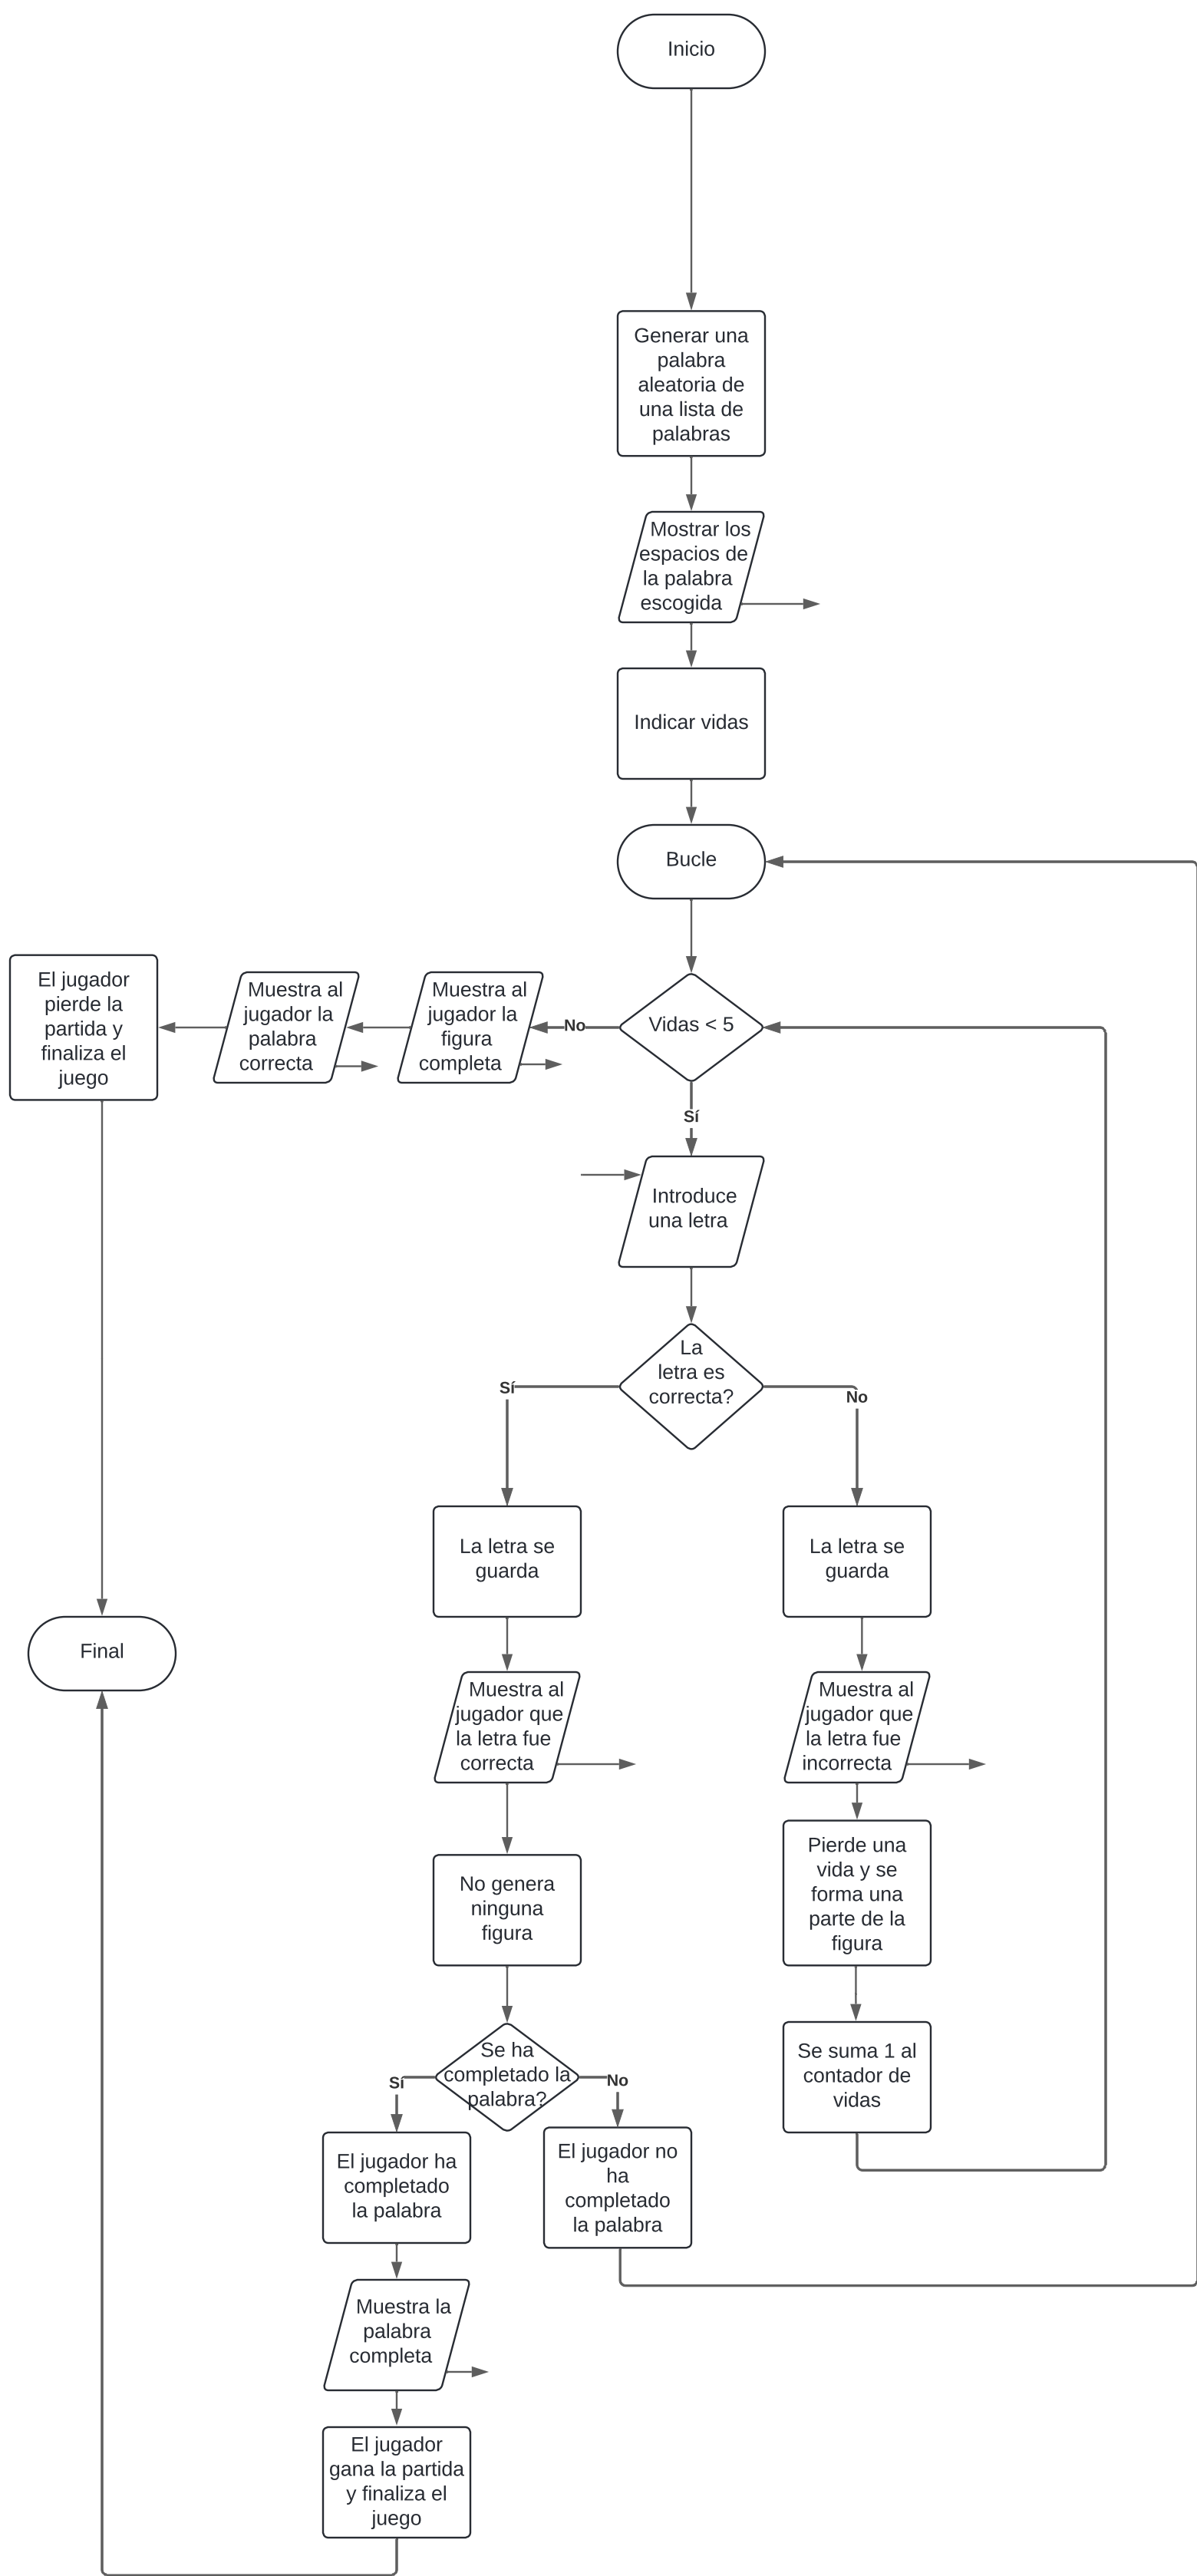 Inicio
Generar una
palabra
aleatoria de
una lista de
palabras
Mostrar los
espacios de
la palabra
escogida
Indicar vidas
Bucle
Vidas < 5
No
Muestra al
jugador la
figura
completa
Muestra al
jugador la
palabra
correcta
El jugador
pierde la
partida y
finaliza el
juego
Sí
Introduce
una letra
La
letra es
correcta?
Sí
No
La letra se
guarda
La letra se
guarda
Final
Muestra al
jugador que
la letra fue
correcta
Muestra al
jugador que
la letra fue
incorrecta
No genera
ninguna
figura
Pierde una
vida y se
forma una
parte de la
figura
Se ha
completado la
palabra?
Sí
No
Se suma 1 al
contador de
vidas
El jugador ha
completado
la palabra
El jugador no
ha
completado
la palabra
Muestra la
palabra
completa
El jugador
gana la partida
y finaliza el
juego